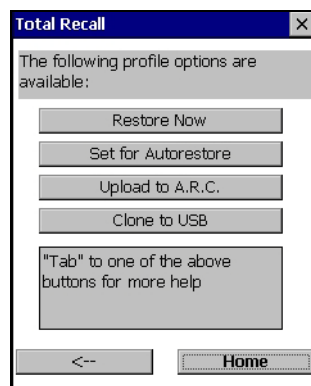 Total Recall
The following profile options are
available:
Restore Now
Set for Autorestore
Upload to A.R.C.
Clone to USB
"Tab" to one of the above
buttons for more help
<--
Home